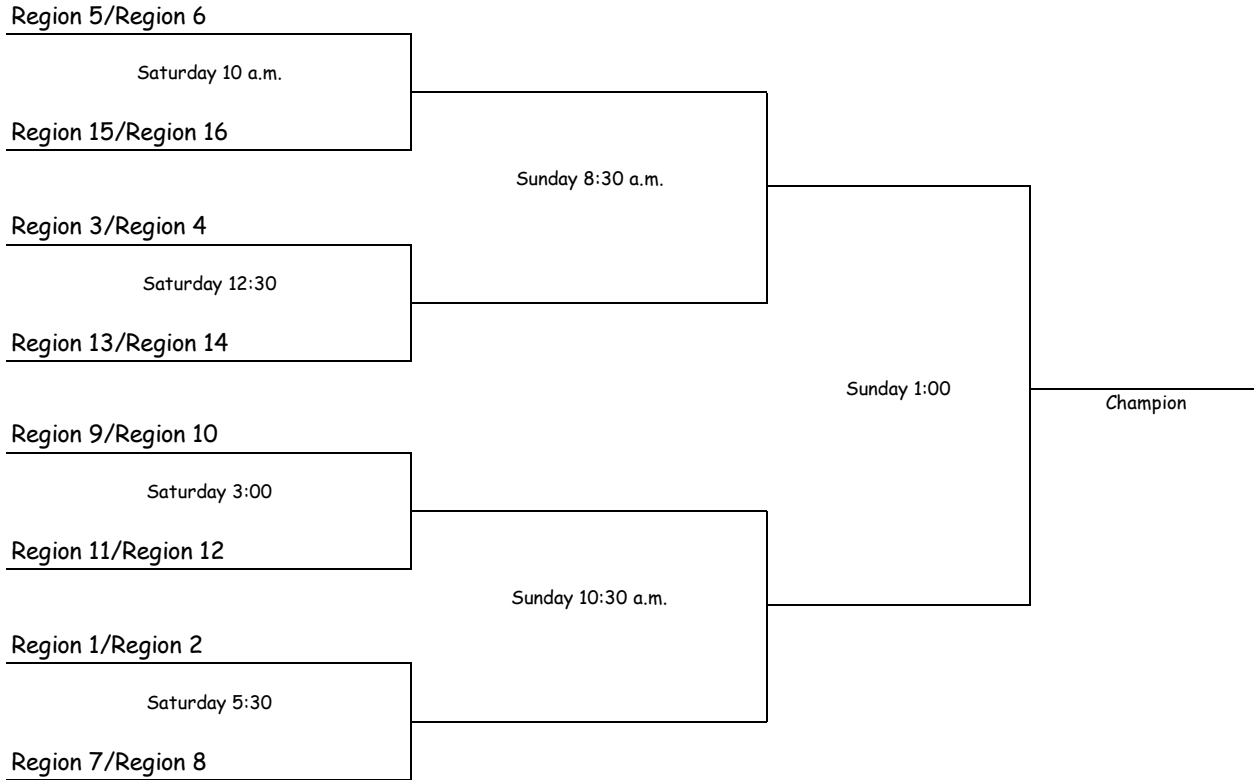 Region 5/Region 6
Saturday 10 a.m.
Region 15/Region 16
Sunday 8:30 a.m.
Region 3/Region 4
Saturday 12:30
Region 13/Region 14
Sunday 1:00
Champion
Region 9/Region 10
Saturday 3:00
Region 11/Region 12
Sunday 10:30 a.m.
Region 1/Region 2
Saturday 5:30
Region 7/Region 8